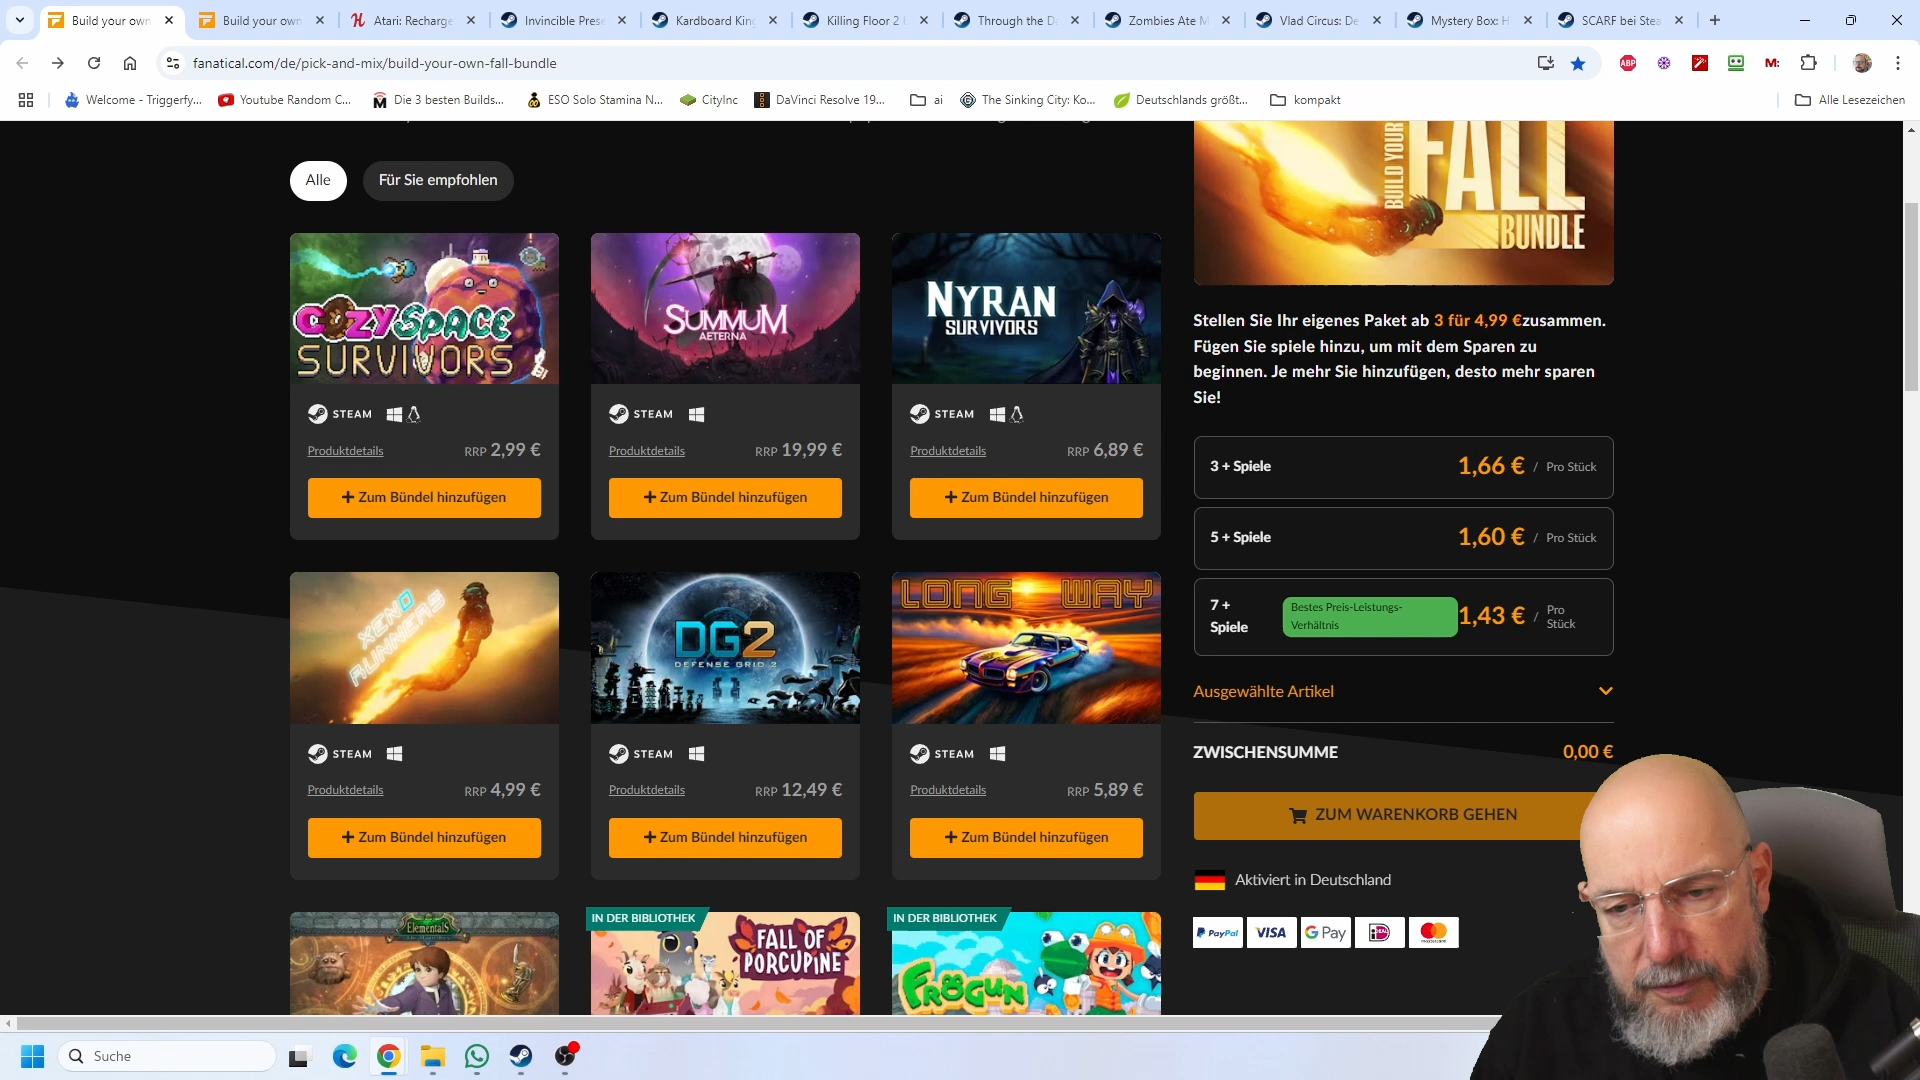 Build your own
Build your own
Atari: Recharge
Invincible Pres
Kardboard King
Killing Floor 2
Through the D
Zombies Ate M
Vlad Circus: De
Mystery Box: H
SCARF bei Stea
fanatical.com/de/pick-and-mix/build-your-own-fall-bundle
ABP
M:
Welcome - Triggerfy...
Youtube Random C...
Die 3 besten Builds...
ESO Solo Stamina N...
CityInc
DaVinci Resolve 19...
ai
The Sinking City: Ko...
Deutschlands größt...
kompakt
Alle Lesezeichen
Alle
Für Sie empfohlen
BUILD YOUR
FALL
BUNDLE
COZY SPACE
SURVIVORS
SUMMUM
AETERNA
NYRAN
SURVIVORS
STEAM
STEAM
STEAM
Produktdetails
RRP 2,99 €
Produktdetails
RRP 19,99 €
Produktdetails
RRP 6,89 €
+ Zum Bündel hinzufügen
+ Zum Bündel hinzufügen
+ Zum Bündel hinzufügen
XENO
RUNNERS
DG2
DEFENSE GRID 2
LONG WAY
STEAM
STEAM
STEAM
Produktdetails
RRP 4,99 €
Produktdetails
RRP 12,49 €
Produktdetails
RRP 5,89 €
+ Zum Bündel hinzufügen
+ Zum Bündel hinzufügen
+ Zum Bündel hinzufügen
Elementals
IN DER BIBLIOTHEK
FALL OF
PORCUPINE
IN DER BIBLIOTHEK
FROGUN
Stellen Sie Ihr eigenes Paket ab 3 für 4,99 €zusammen.
Fügen Sie spiele hinzu, um mit dem Sparen zu
beginnen. Je mehr Sie hinzufügen, desto mehr sparen
Sie!
3 + Spiele
1,66 € / Pro Stück
5 + Spiele
1,60 € / Pro Stück
7 +
Spiele
Bestes Preis-Leistungs-
Verhältnis
1,43 € / Pro
Stück
Ausgewählte Artikel
ZWISCHENSUMME
0,00 €
ZUM WARENKORB GEHEN
Aktiviert in Deutschland
PayPal
VISA
G Pay
iDEAL
mastercard
Suche